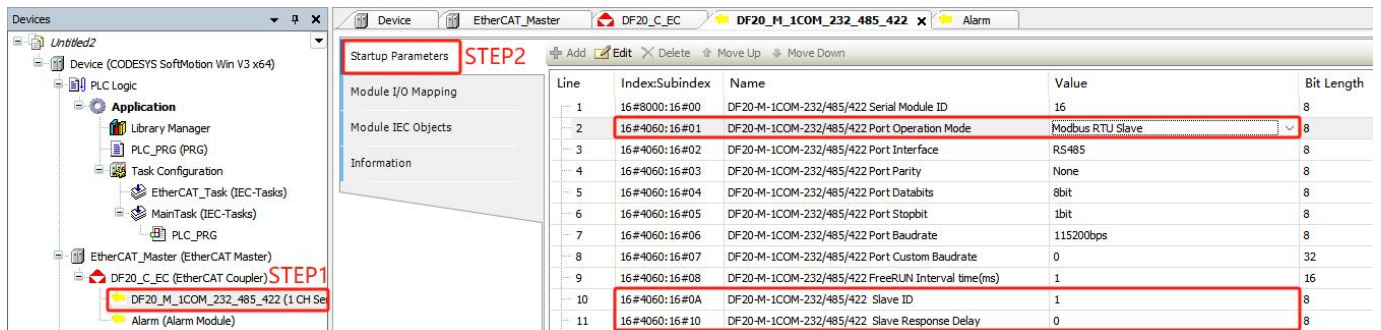 Devices
Untitled2
Device (CODESYS SoftMotion Win V3 x64)
PLC Logic
Application
Library Manager
PLC_PRG (PRG)
Task Configuration
EtherCAT_Task (IEC-Tasks)
MainTask (IEC-Tasks)
PLC_PRG
EtherCAT_Master (EtherCAT Master)
DF20_C_EC (EtherCAT Coupler) STEP1
DF20_M_1COM_232_485_422 (1 CH Se
Alarm (Alarm Module)
Device EtherCAT_Master DF20_C_EC DF20_M_1COM_232_485_422 x Alarm
Startup Parameters STEP2
Module I/O Mapping
Module IEC Objects
Information
Add Edit Delete Move Up Move Down
Line Index:Subindex Name Value Bit Length
1 16#8000:16#00 DF20-M-1COM-232/485/422 Serial Module ID 16 8
2 16#4060:16#01 DF20-M-1COM-232/485/422 Port Operation Mode Modbus RTU Slave 8
3 16#4060:16#02 DF20-M-1COM-232/485/422 Port Interface RS485 8
4 16#4060:16#03 DF20-M-1COM-232/485/422 Port Parity None 8
5 16#4060:16#04 DF20-M-1COM-232/485/422 Port Databits 8bit 8
6 16#4060:16#05 DF20-M-1COM-232/485/422 Port Stopbit 1bit 8
7 16#4060:16#06 DF20-M-1COM-232/485/422 Port Baudrate 115200bps 8
8 16#4060:16#07 DF20-M-1COM-232/485/422 Port Custom Baudrate 0 32
9 16#4060:16#08 DF20-M-1COM-232/485/422 FreeRUN Interval time(ms) 1 16
10 16#4060:16#0A DF20-M-1COM-232/485/422 Slave ID 1 8
11 16#4060:16#10 DF20-M-1COM-232/485/422 Slave Response Delay 0 8